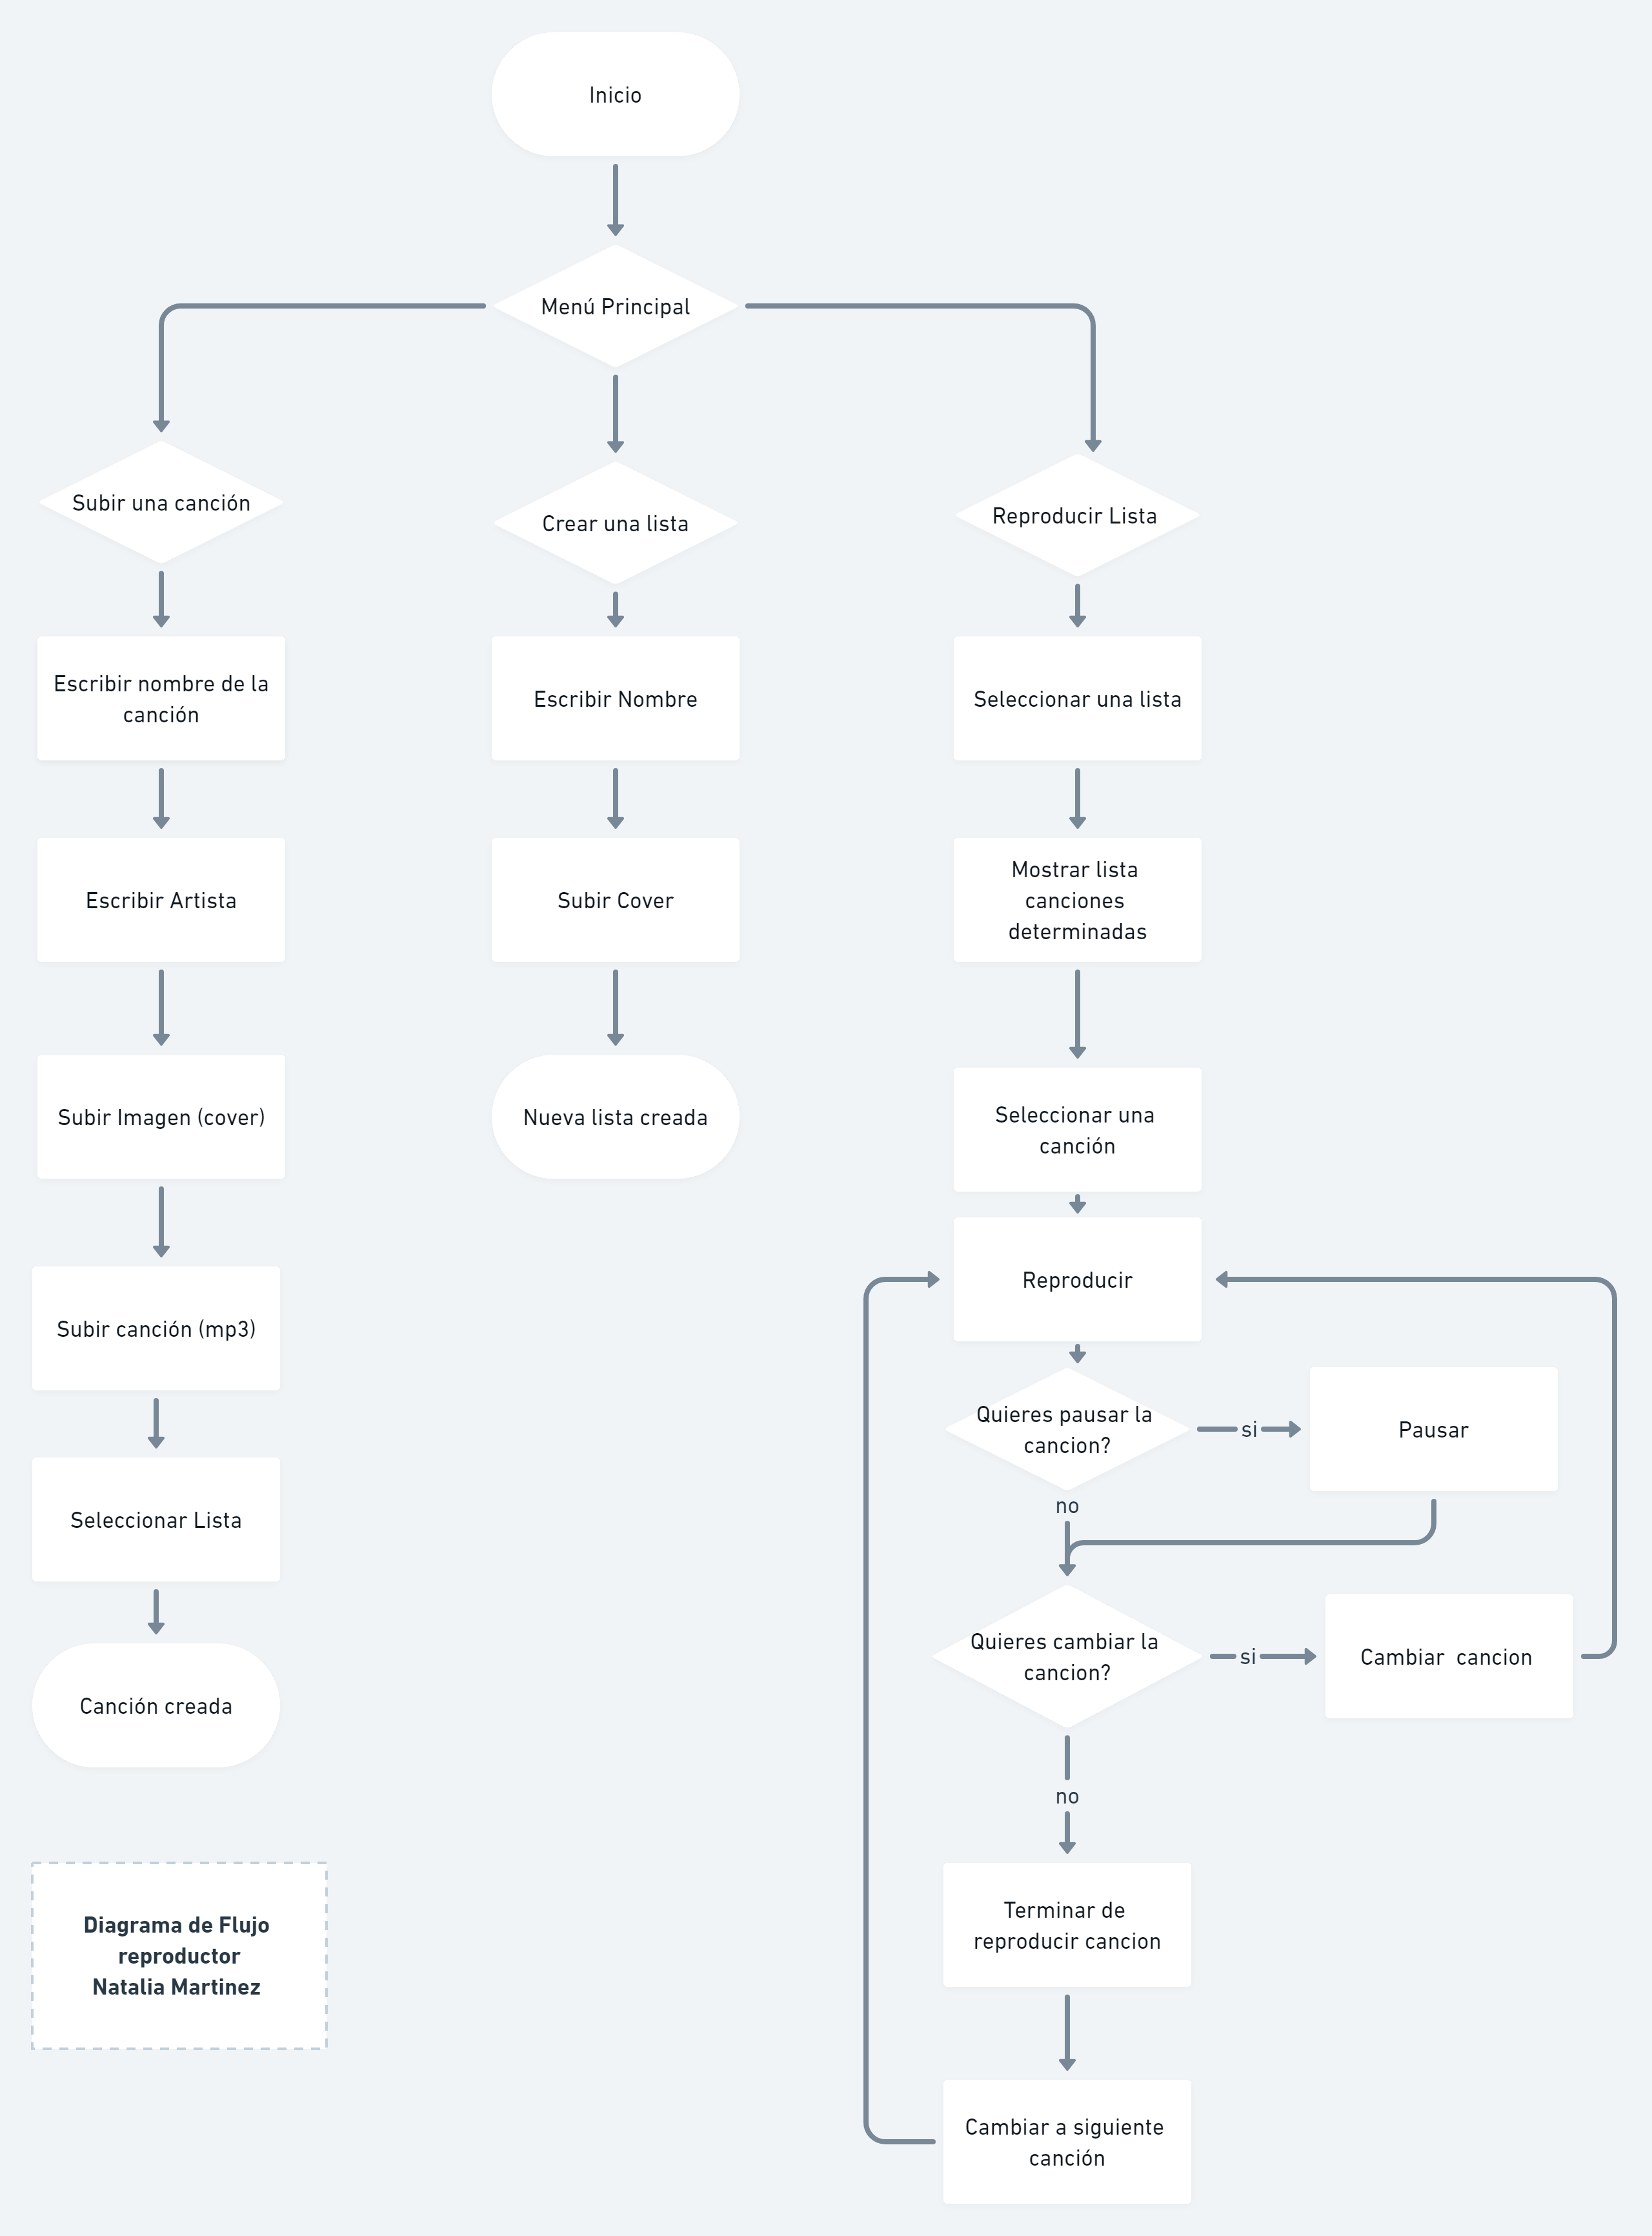 Inicio
Menú Principal
Subir una canción
Crear una lista
Reproducir Lista
Escribir nombre de la
canción
Escribir Nombre
Seleccionar una lista
Escribir Artista
Subir Cover
Mostrar lista
canciones
determinadas
Subir Imagen (cover)
Nueva lista creada
Seleccionar una
canción
Subir canción (mp3)
Reproducir
Quieres pausar la
cancion?
si
Pausar
no
Seleccionar Lista
Quieres cambiar la
cancion?
si
Cambiar  cancion
no
Canción creada
Terminar de
reproducir cancion
Diagrama de Flujo
reproductor
Natalia Martinez
Cambiar a siguiente
canción